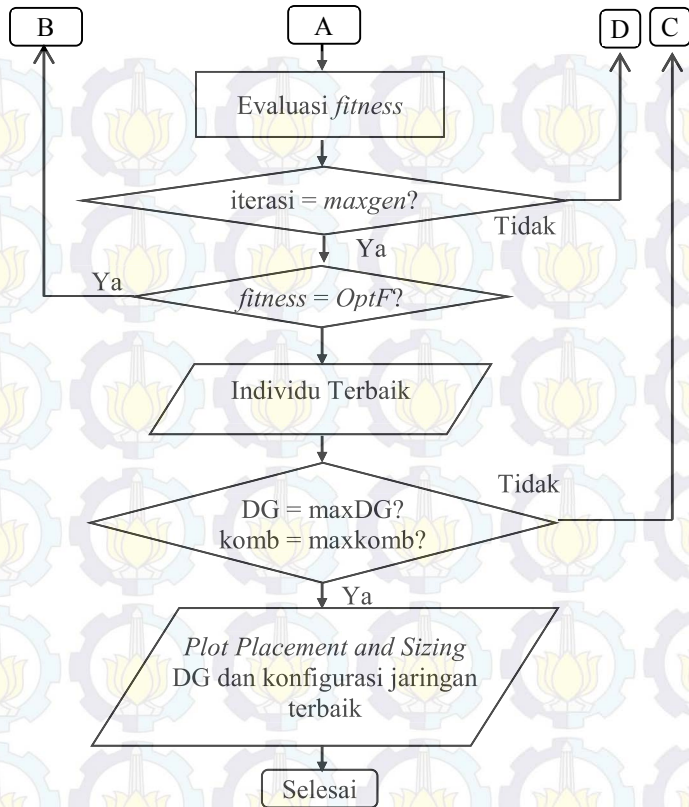 B
A
D
C
Evaluasi fitness
iterasi = maxgen?
Tidak
Ya
Ya
fitness = OptF?
Individu Terbaik
Tidak
DG = maxDG?
komb = maxkomb?
Ya
Plot Placement and Sizing
DG dan konfigurasi jaringan
terbaik
Selesai